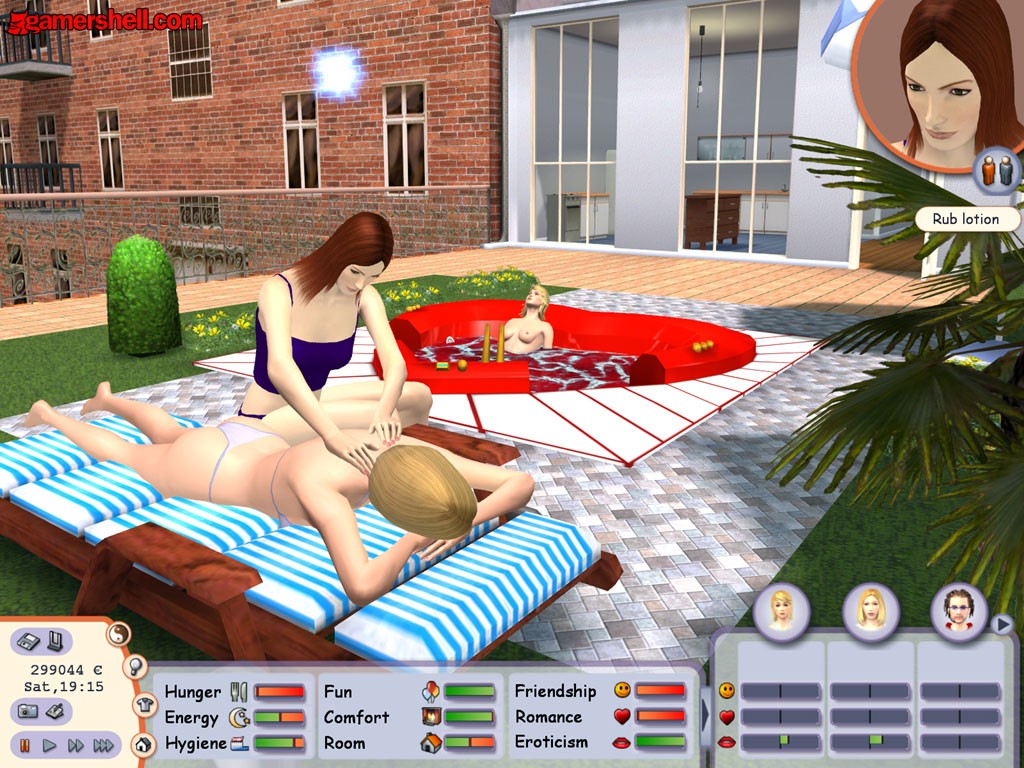 gamershell.com
Rub lotion
299044 €
Sat,19:15
Hunger Fun Friendship
Energy Comfort Romance
Hygiene Room Eroticism